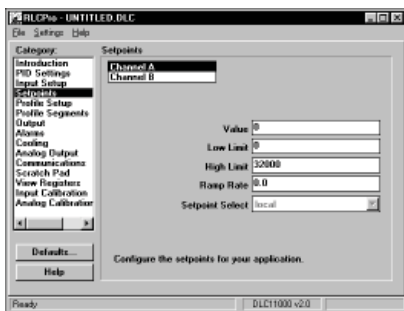 RLCPro - UNTITLED.DLC
File Settings Help
Category:
Introduction
PID Settings
Input Setup
Setpoints
Profile Setup
Profile Segments
Output
Alarms
Cooling
Analog Output
Communications
Scratch Pad
View Registers
Input Calibration
Analog Calibration
Defaults...
Help
Setpoints
Channel A
Channel B
Value 0
Low Limit 0
High Limit 32000
Ramp Rate 0.0
Setpoint Select local
Configure the setpoints for your application.
Ready
DLC11000 v2.0